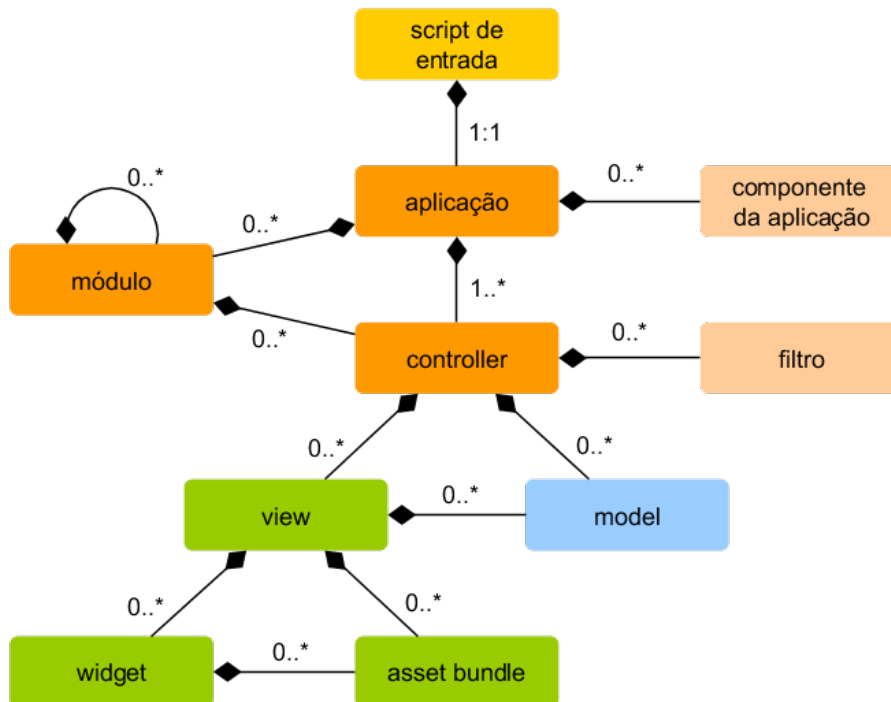 script de
entrada
1:1
0..*
0..*
aplicação
componente
da aplicação
0..*
módulo
1..*
0..*
controller
0..*
filtro
0..*
0..*
view
0..*
model
0..*
0..*
widget
0..*
asset bundle